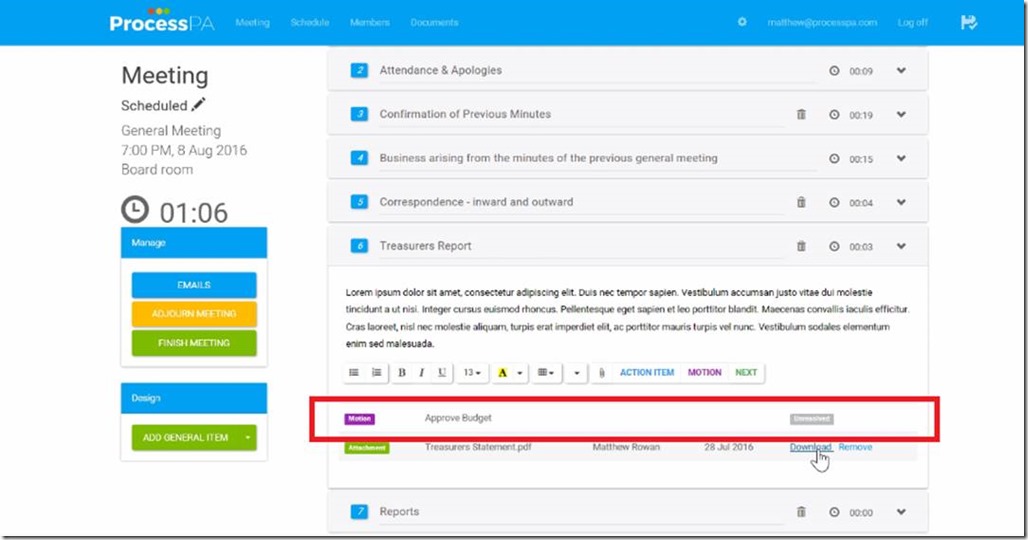 ProcessPA Meeting Schedule Members Documents matthew@processpa.com Log off
Meeting
Scheduled
General Meeting
7:00 PM, 8 Aug 2016
Board room
01:06
Manage
EMAILS
ADJOURN MEETING
FINISH MEETING
Design
ADD GENERAL ITEM
2 Attendance & Apologies 00:09
3 Confirmation of Previous Minutes 00:19
4 Business arising from the minutes of the previous general meeting 00:15
5 Correspondence - inward and outward 00:04
6 Treasurers Report 00:03
Lorem ipsum dolor sit amet, consectetur adipiscing elit. Duis nec tempor sapien. Vestibulum accumsan justo vitae dui molestie
tincidunt a ut nisi. Integer cursus euismod rhoncus. Pellentesque eget sapien et leo porttitor blandit. Maecenas convallis iaculis efficitur.
Cras laoreet, nisl nec molestie aliquam, turpis erat imperdiet elit, ac porttitor mauris turpis vel nunc. Vestibulum sodales elementum
enim sed malesuada.
B I U 13 A ACTION ITEM MOTION NEXT
Motion Approve Budget Unresolved
Attachment Treasurers Statement.pdf Matthew Rowan 28 Jul 2016 Download Remove
7 Reports 00:00